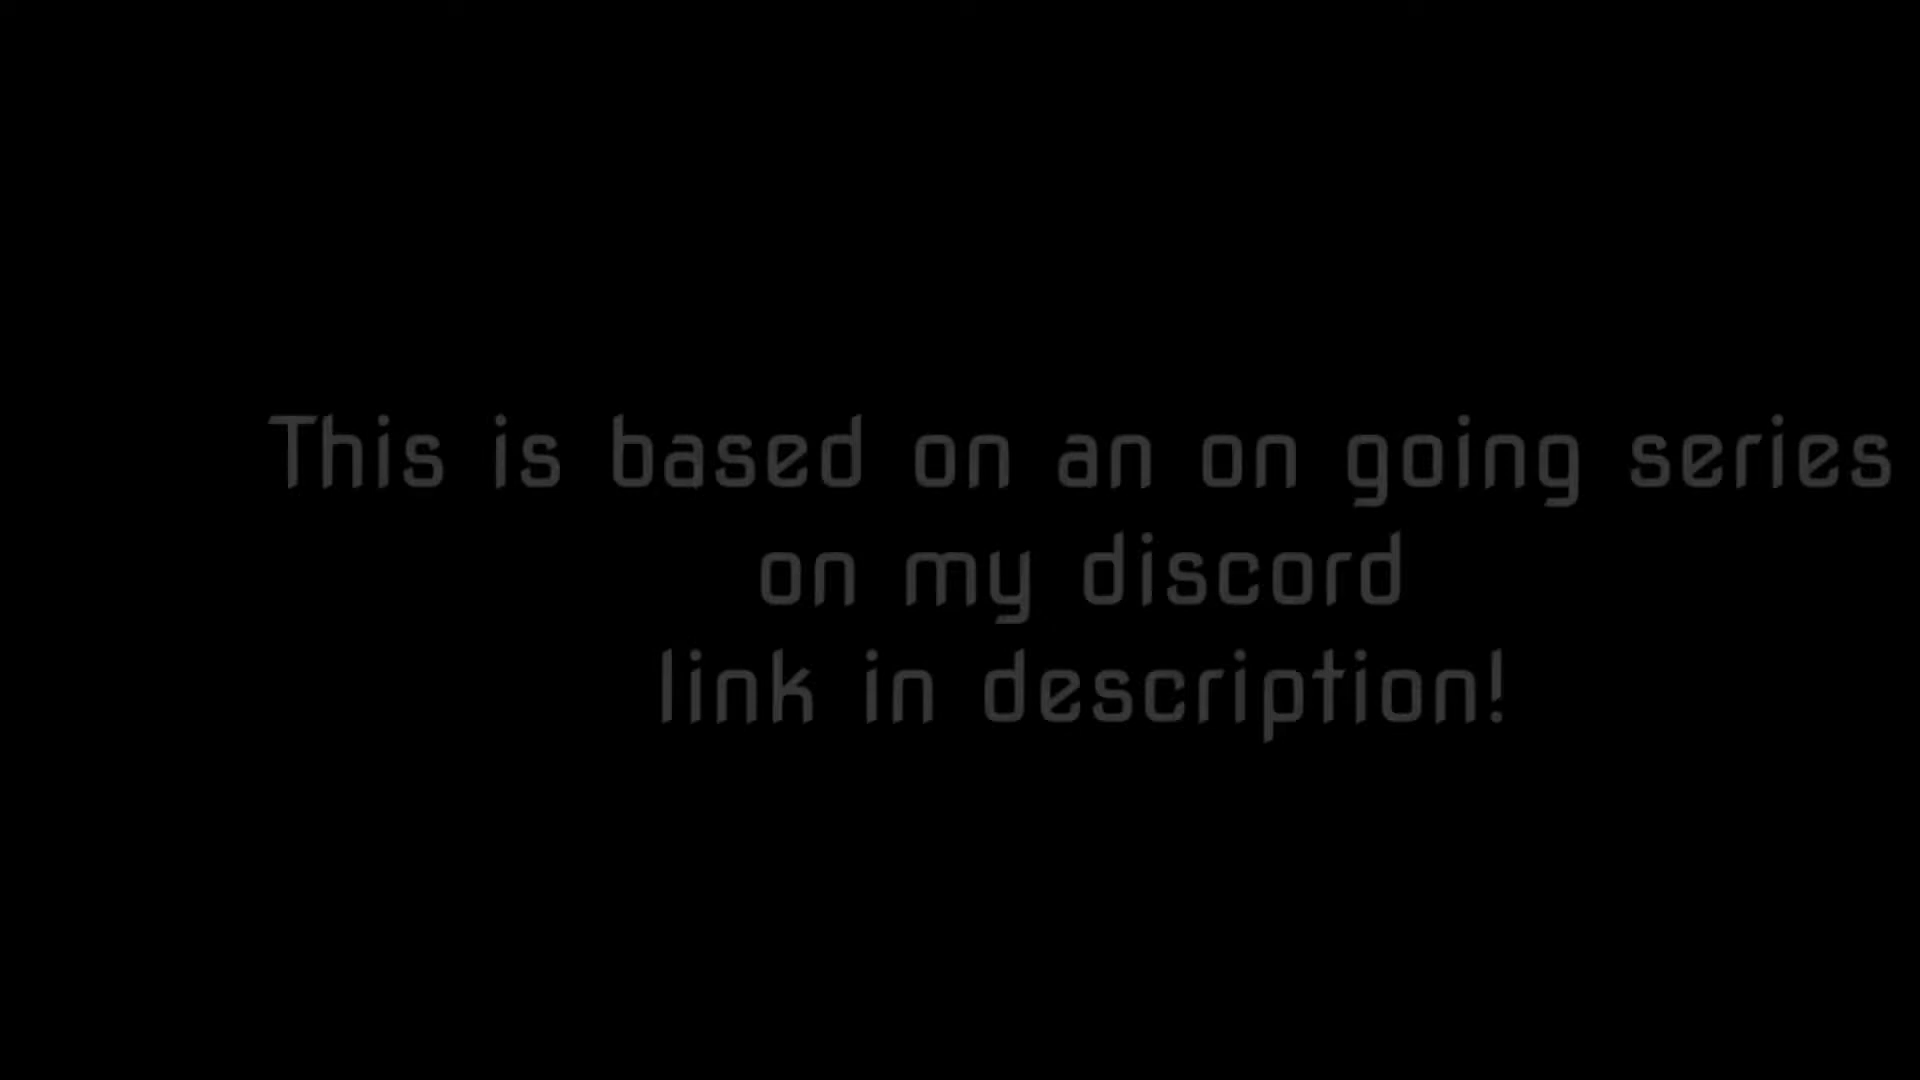 This is based on an on going series
on my discord
link in description!